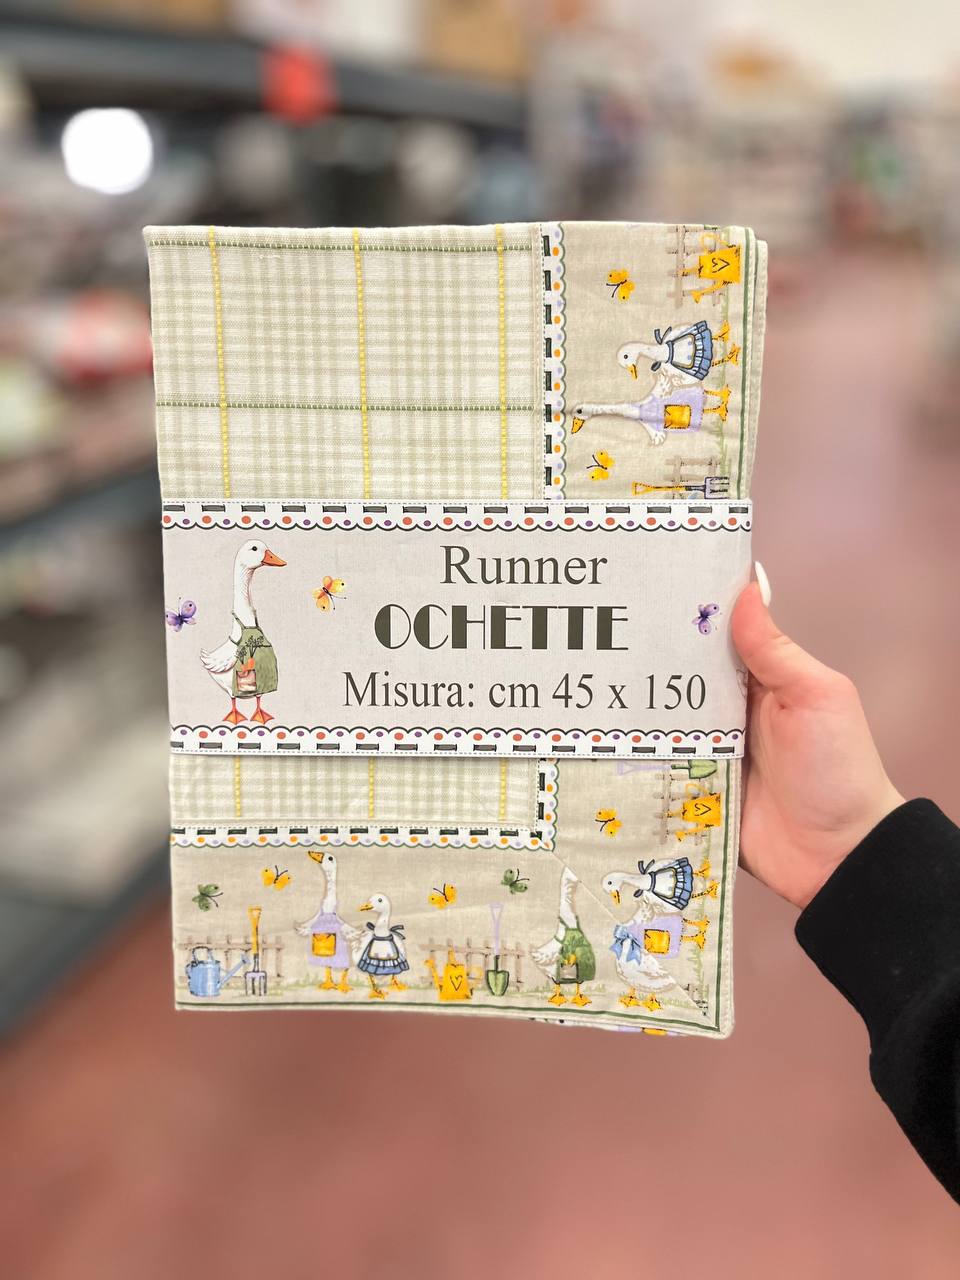 Runner
OCHETTE
Misura: cm 45 x 150